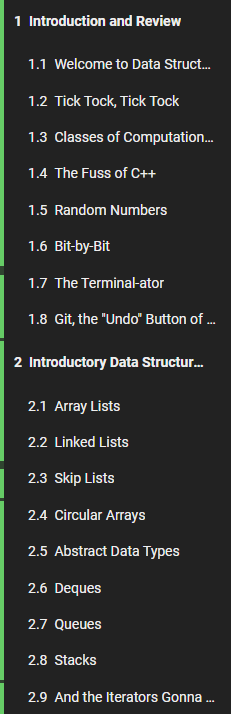 1 Introduction and Review
1.1 Welcome to Data Struct...
1.2 Tick Tock, Tick Tock
1.3 Classes of Computation...
1.4 The Fuss of C++
1.5 Random Numbers
1.6 Bit-by-Bit
1.7 The Terminal-ator
1.8 Git, the "Undo" Button of ...
2 Introductory Data Structur...
2.1 Array Lists
2.2 Linked Lists
2.3 Skip Lists
2.4 Circular Arrays
2.5 Abstract Data Types
2.6 Deques
2.7 Queues
2.8 Stacks
2.9 And the Iterators Gonna ...